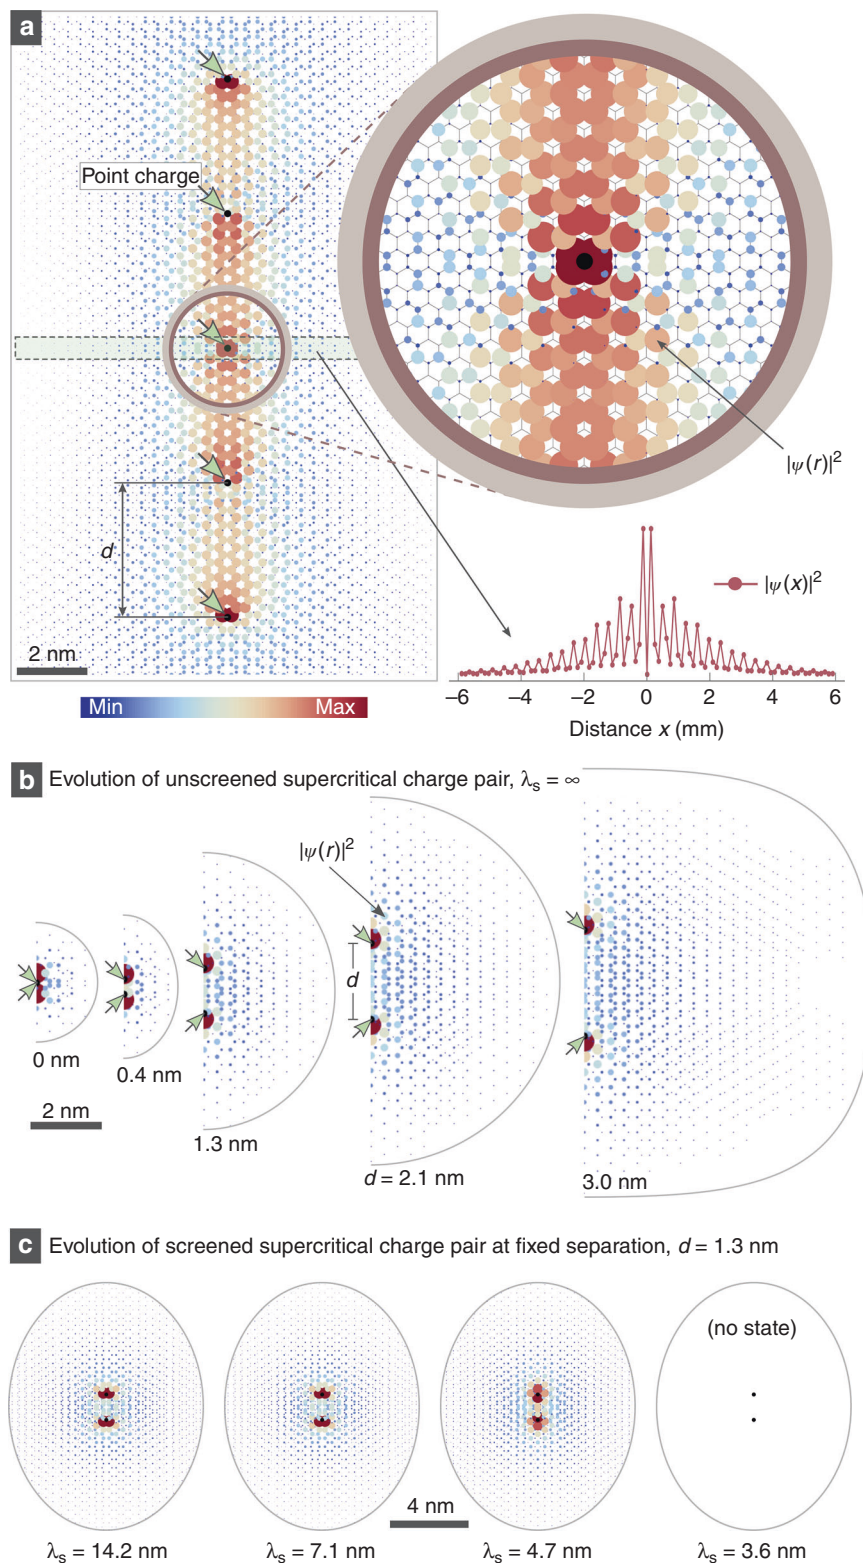 a
Point charge
d
2 nm
Min Max
|ψ(r)|²
|ψ(x)|²
–6 –4 –2 0 2 4 6
Distance x (mm)
b Evolution of unscreened supercritical charge pair, λs = ∞
|ψ(r)|²
d
0 nm
0.4 nm
2 nm
1.3 nm
d = 2.1 nm
3.0 nm
c Evolution of screened supercritical charge pair at fixed separation, d = 1.3 nm
(no state)
4 nm
λs = 14.2 nm λs = 7.1 nm λs = 4.7 nm λs = 3.6 nm